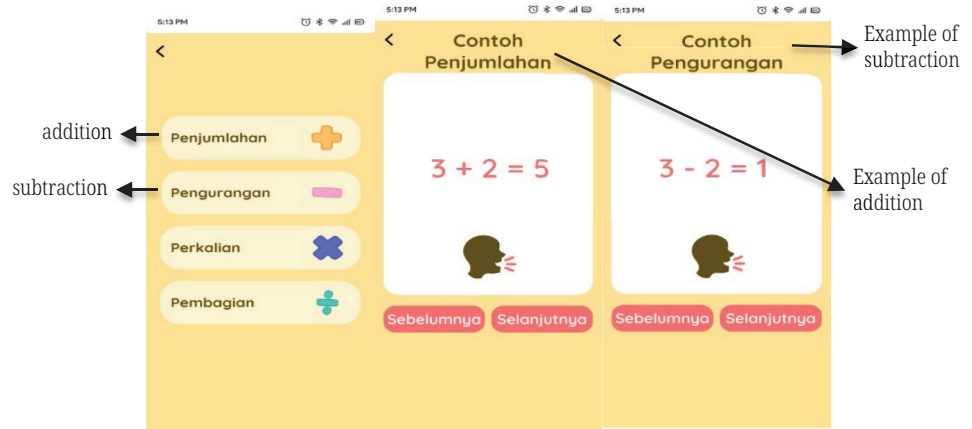 addition
subtraction
5:13 PM
Penjumlahan
Pengurangan
Perkalian
Pembagian
5:13 PM
Contoh
Penjumlahan
3 + 2 = 5
Sebelumnya
Selanjutnya
5:13 PM
Contoh
Pengurangan
3 - 2 = 1
Sebelumnya
Selanjutnya
Example of
subtraction
Example of
addition